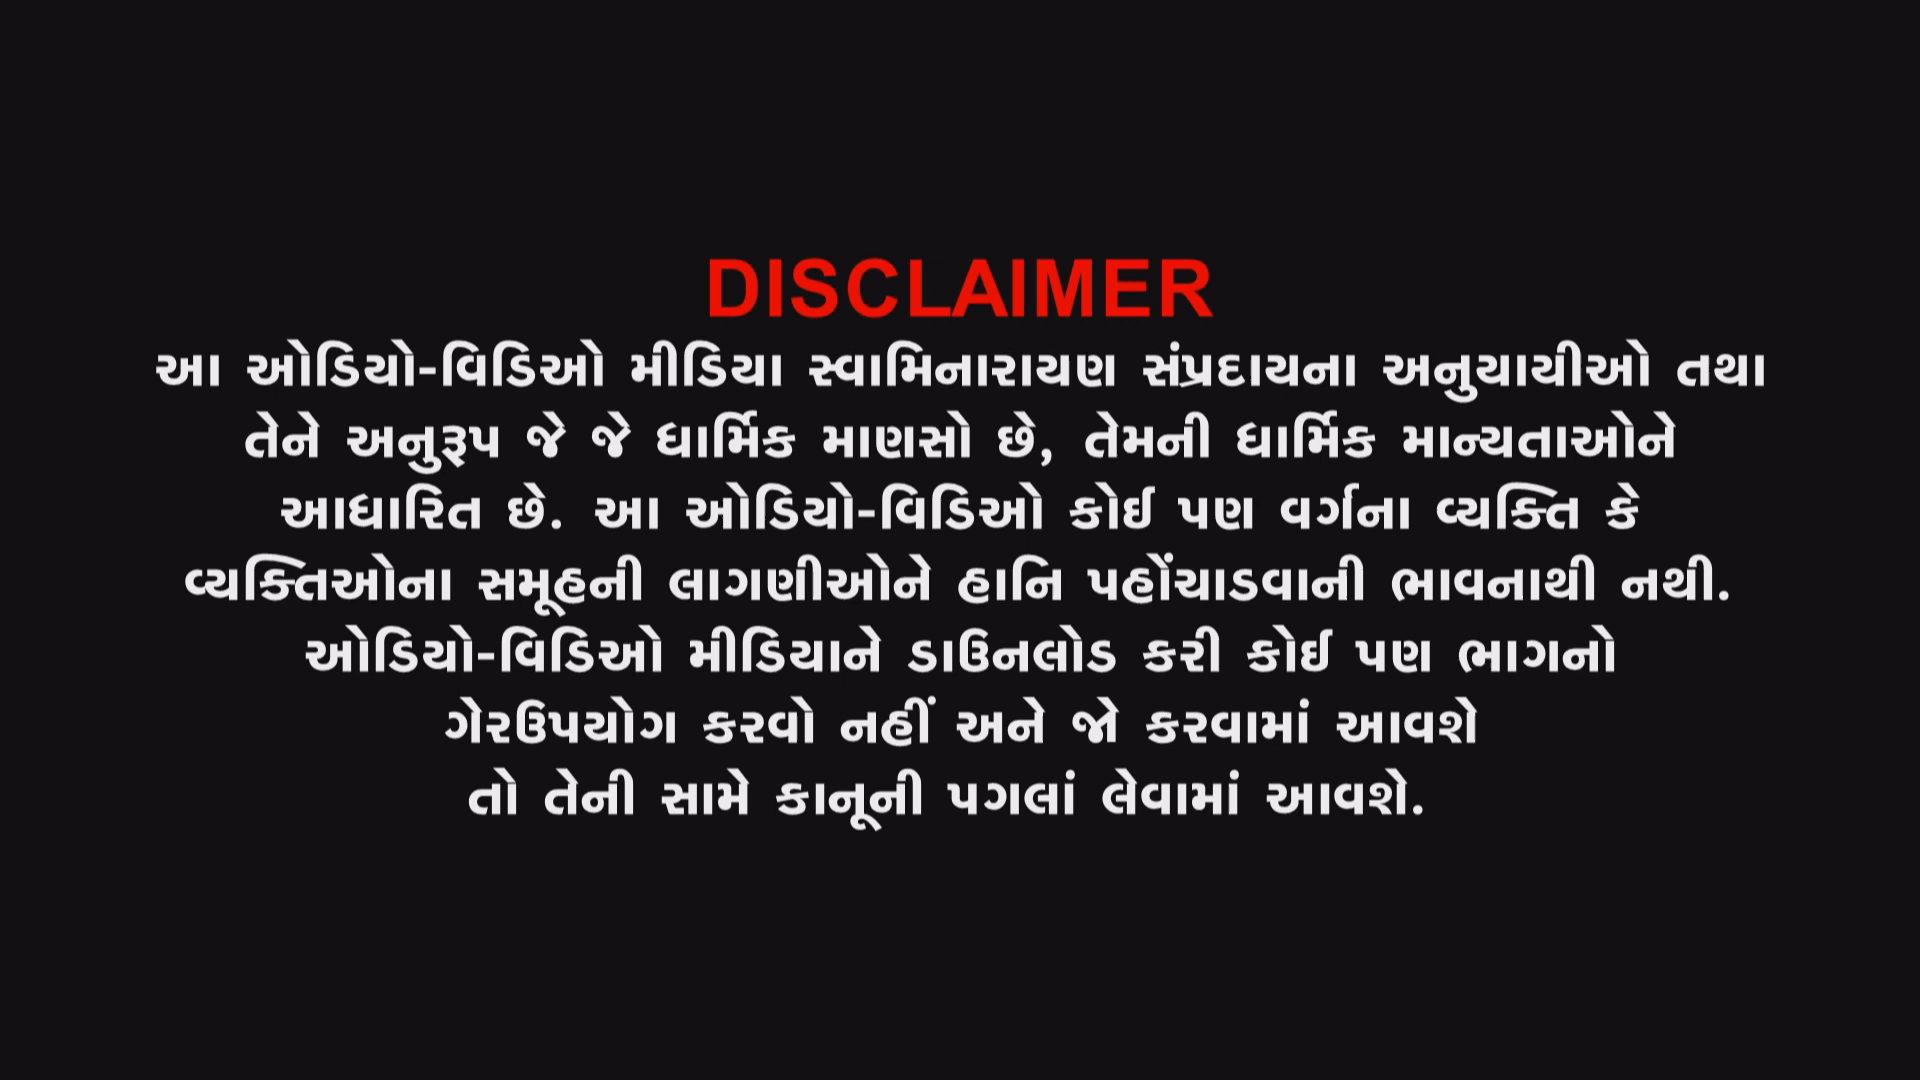 DISCLAIMER
આ ઓડિયો-વિડિઓ મીડિયા સ્વામિનારાયણ સંપ્રદાયના અનુયાયીઓ તથા
તેને અનુરૂપ જે જે ધાર્મિક માણસો છે, તેમની ધાર્મિક માન્યતાઓને
આધારિત છે. આ ઓડિયો-વિડિઓ કોઈ પણ વર્ગના વ્યક્તિ કે
વ્યક્તિઓના સમૂહની લાગણીઓને હાનિ પહોંચાડવાની ભાવનાથી નથી.
ઓડિયો-વિડિઓ મીડિયાને ડાઉનલોડ કરી કોઈ પણ ભાગનો
ગેરઉપયોગ કરવો નહીં અને જો કરવામાં આવશે
તો તેની સામે કાનૂની પગલાં લેવામાં આવશે.